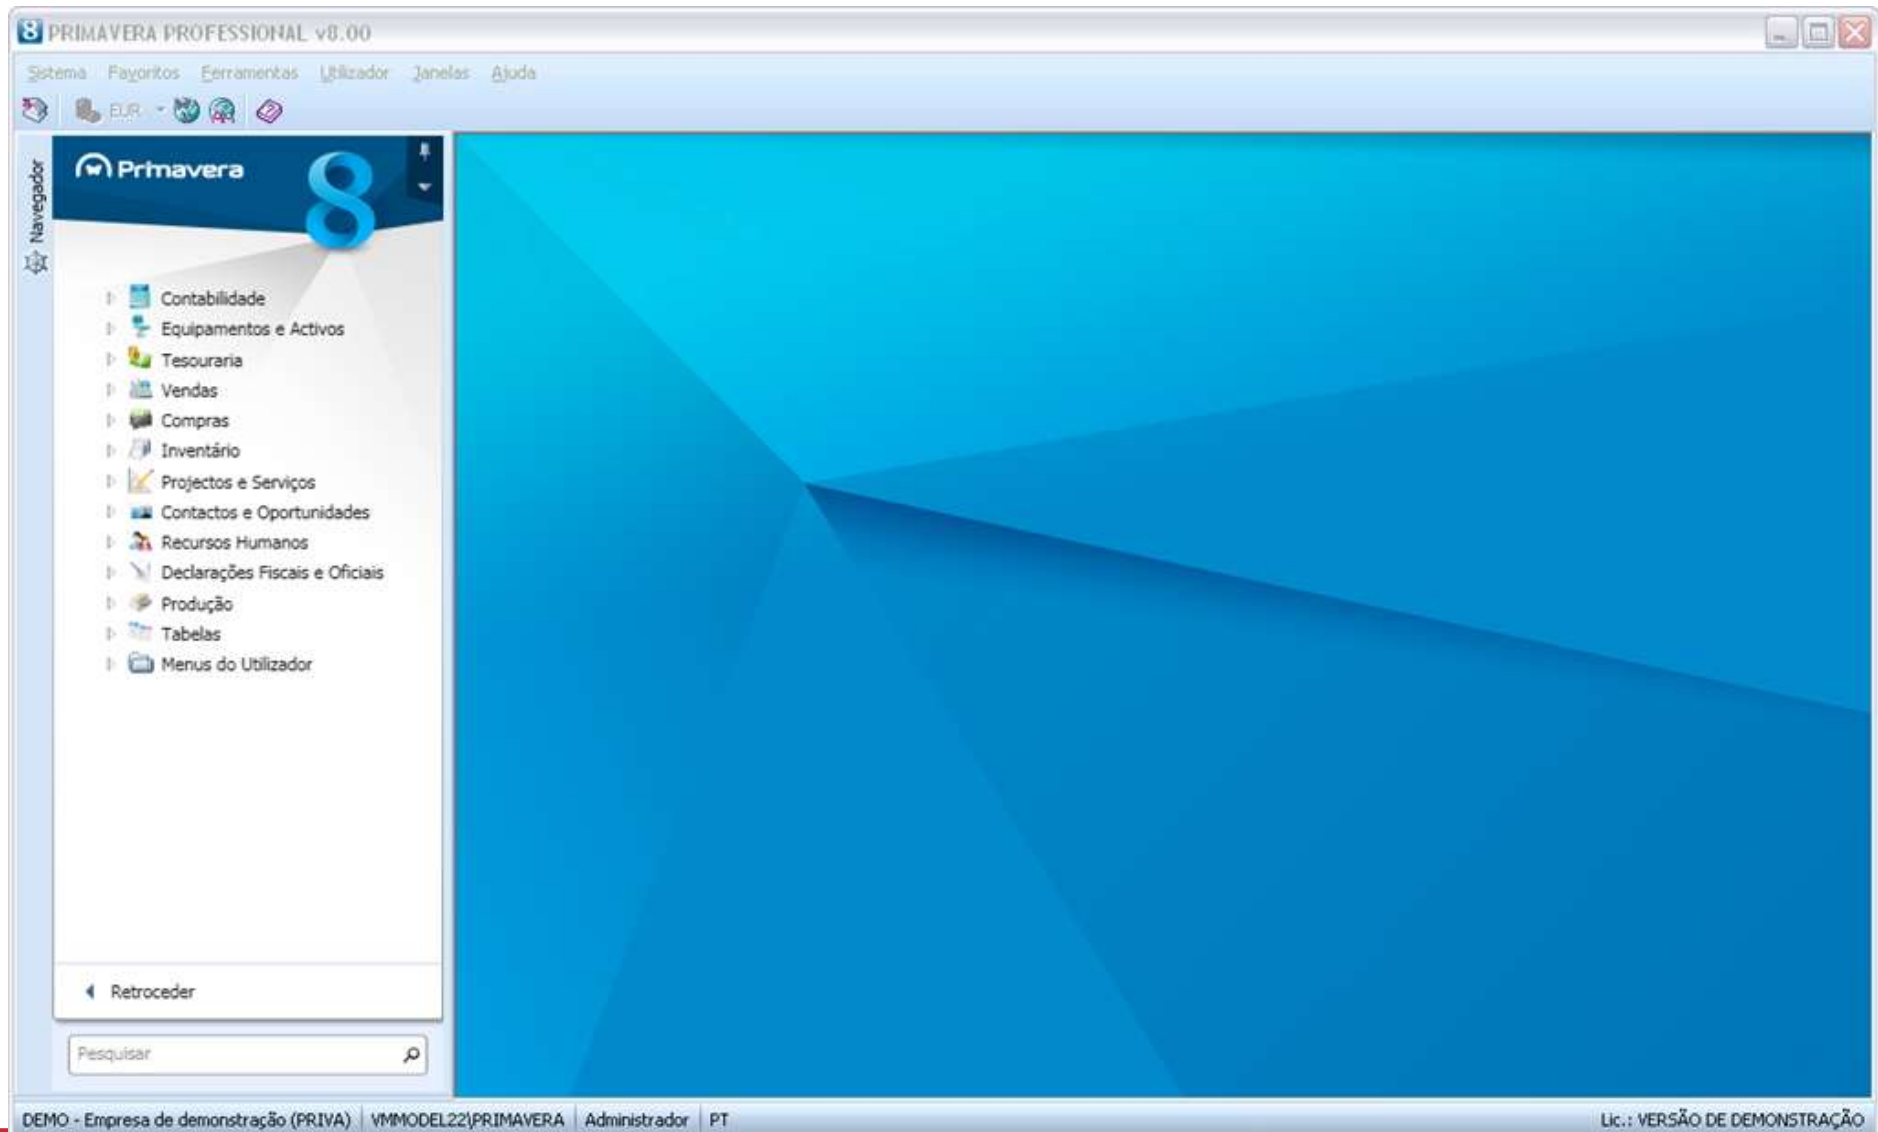 8 PRIMAVERA PROFESSIONAL v8.00
Sistema Favoritos Ferramentas Utilizador Janelas Ajuda
EUR
Navegador
Primavera 8
Contabilidade
Equipamentos e Activos
Tesouraria
Vendas
Compras
Inventário
Projectos e Serviços
Contactos e Oportunidades
Recursos Humanos
Declarações Fiscais e Oficiais
Produção
Tabelas
Menus do Utilizador
Retroceder
Pesquisar
DEMO - Empresa de demonstração (PRIVA) VMMODEL22\PRIMAVERA Administrador PT Lic.: VERSÃO DE DEMONSTRAÇÃO